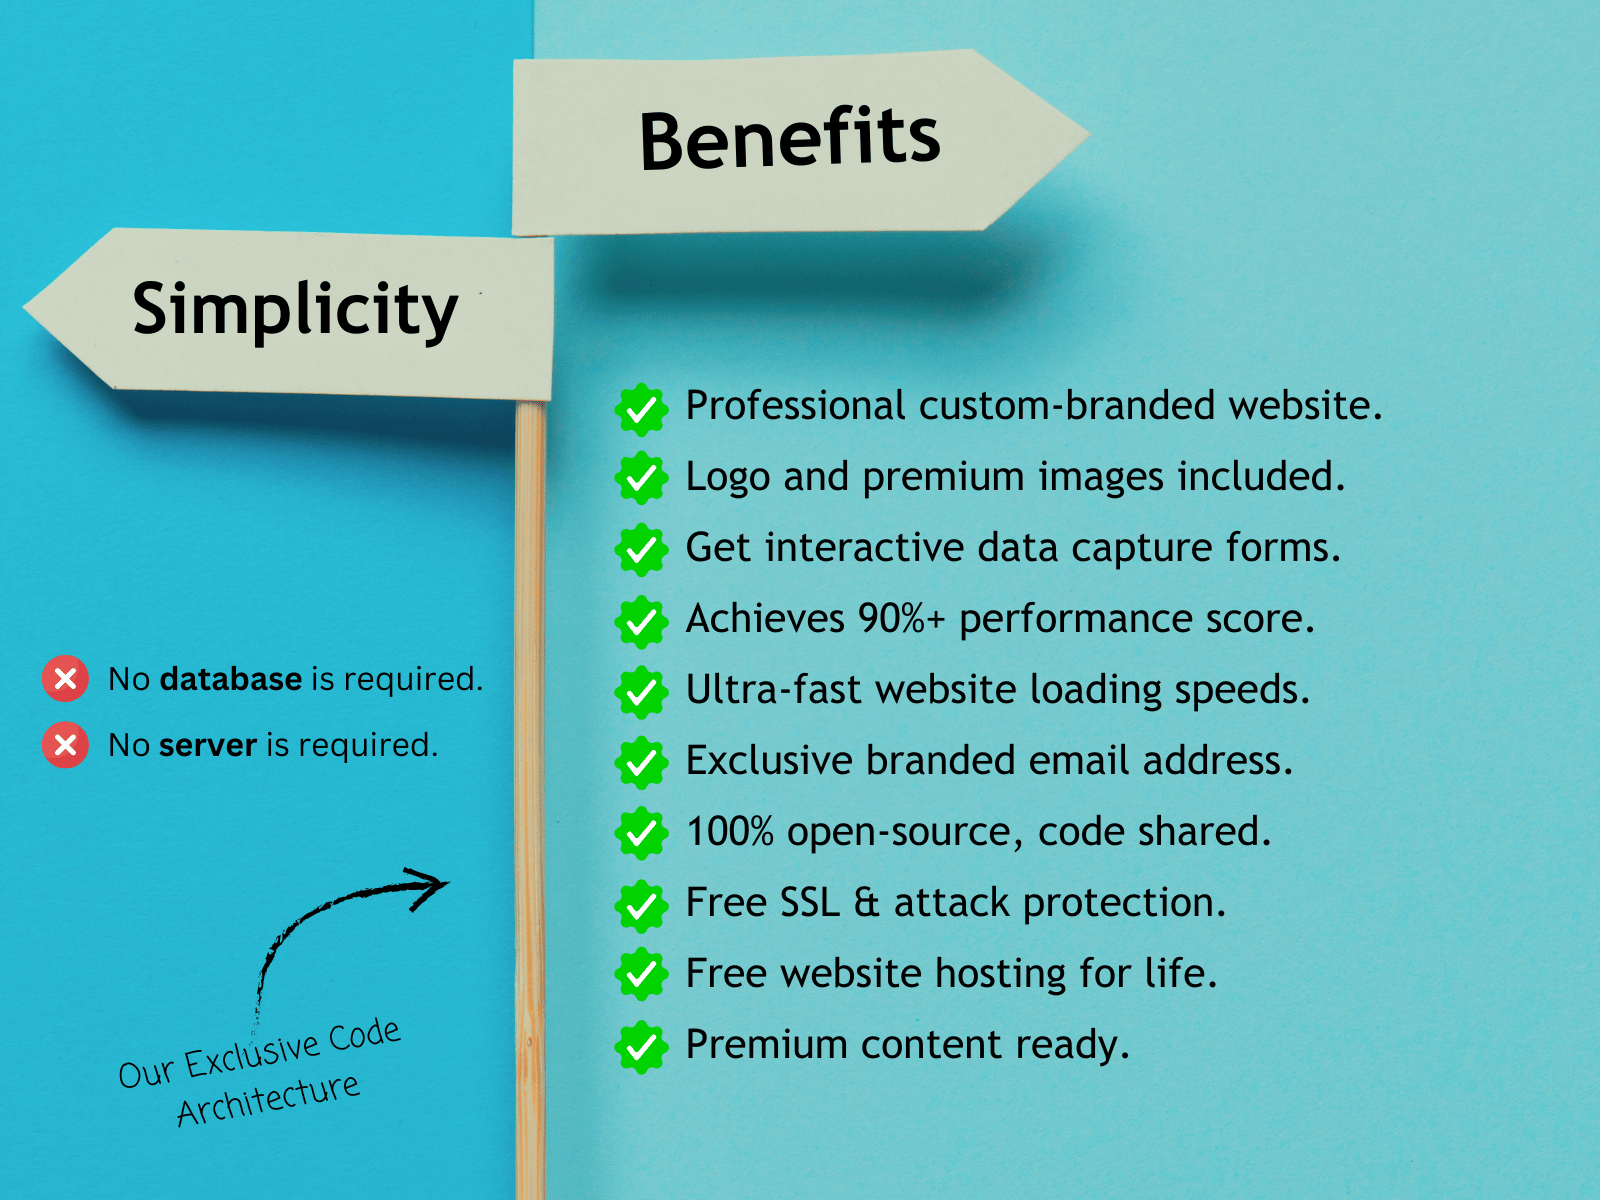 Benefits
Simplicity
Professional custom-branded website.
Logo and premium images included.
Get interactive data capture forms.
Achieves 90%+ performance score.
Ultra-fast website loading speeds.
Exclusive branded email address.
100% open-source, code shared.
Free SSL & attack protection.
Free website hosting for life.
Premium content ready.
No database is required.
No server is required.
Our Exclusive Code
Architecture